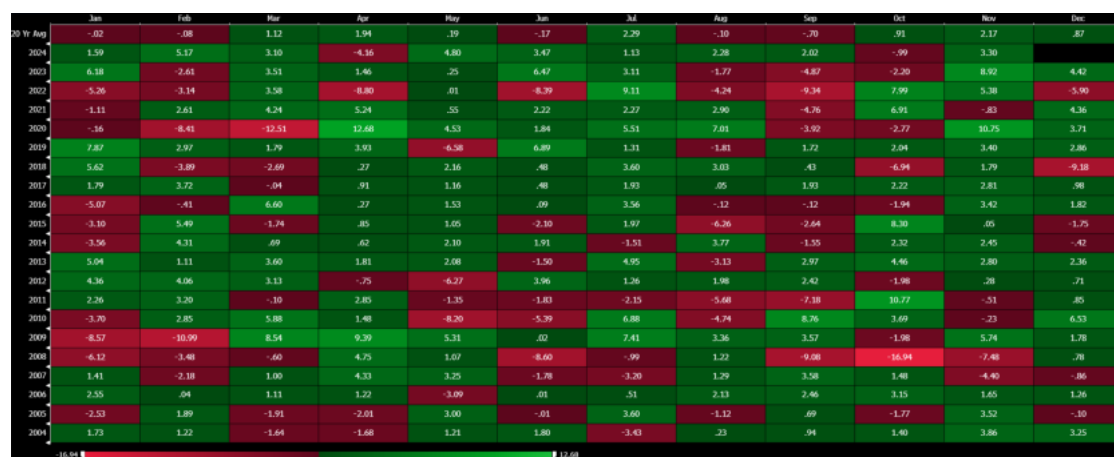 Jan Feb Mar Apr May Jun Jul Aug Sep Oct Nov Dec
20 Yr Avg -.02 -.08 1.12 1.94 .19 -.17 2.29 -.10 -.70 .91 2.17 .87
2024 1.59 5.17 3.10 -4.16 4.80 3.47 1.13 2.28 2.02 -.99 3.30
2023 6.18 -2.61 3.51 1.46 .25 6.47 3.11 -1.77 -4.87 -2.20 8.92 4.42
2022 -5.26 -3.14 3.58 -8.80 .01 -8.39 9.11 -4.24 -9.34 7.99 5.38 -5.90
2021 -1.11 2.61 4.24 5.24 .55 2.22 2.27 2.90 -4.76 6.91 -.83 4.36
2020 -.16 -8.41 -12.51 12.68 4.53 1.84 5.51 7.01 -3.92 -2.77 10.75 3.71
2019 7.87 2.97 1.79 3.93 -6.58 6.89 1.31 -1.81 1.72 2.04 3.40 2.86
2018 5.62 -3.89 -2.69 .27 2.16 .48 3.60 3.03 .43 -6.94 1.79 -9.18
2017 1.79 3.72 -.04 .91 1.16 .48 1.93 .05 1.93 2.22 2.81 .98
2016 -5.07 -.41 6.60 .27 1.53 .09 3.56 -.12 -.12 -1.94 3.42 1.82
2015 -3.10 5.49 -1.74 .85 1.05 -2.10 1.97 -6.26 -2.64 8.30 .05 -1.75
2014 -3.56 4.31 .69 .62 2.10 1.91 -1.51 3.77 -1.55 2.32 2.45 -.42
2013 5.04 1.11 3.60 1.81 2.08 -1.50 4.95 -3.13 2.97 4.46 2.80 2.36
2012 4.36 4.06 3.13 -.75 -6.27 3.96 1.26 1.98 2.42 -1.98 .28 .71
2011 2.26 3.20 -.10 2.85 -1.35 -1.83 -2.15 -5.68 -7.18 10.77 -.51 .85
2010 -3.70 2.85 5.88 1.48 -8.20 -5.39 6.88 -4.74 8.76 3.69 -.23 6.53
2009 -8.57 -10.99 8.54 9.39 5.31 .02 7.41 3.36 3.57 -1.98 5.74 1.78
2008 -6.12 -3.48 -.60 4.75 1.07 -8.60 -.99 1.22 -9.08 -16.94 -7.48 .78
2007 1.41 -2.18 1.00 4.33 3.25 -1.78 -3.20 1.29 3.58 1.48 -4.40 -.86
2006 2.55 .04 1.11 1.22 -3.09 .01 .51 2.13 2.46 3.15 1.65 1.26
2005 -2.53 1.89 -1.91 -2.01 3.00 -.01 3.60 -1.12 .69 -1.77 3.52 -.10
2004 1.73 1.22 -1.64 -1.68 1.21 1.80 -3.43 .23 .94 1.40 3.86 3.25
-16.94 12.68